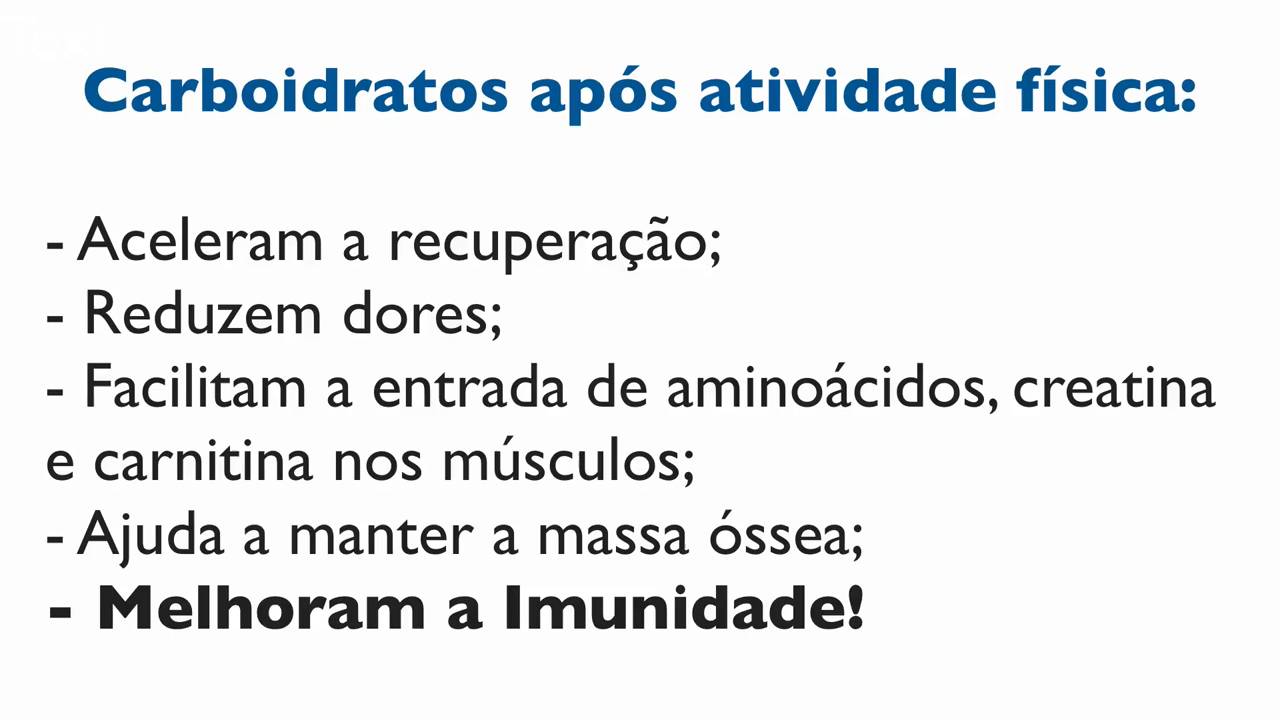 Carboidratos após atividade física:
- Aceleram a recuperação;
- Reduzem dores;
- Facilitam a entrada de aminoácidos, creatina
e carnitina nos músculos;
- Ajuda a manter a massa óssea;
- Melhoram a Imunidade!